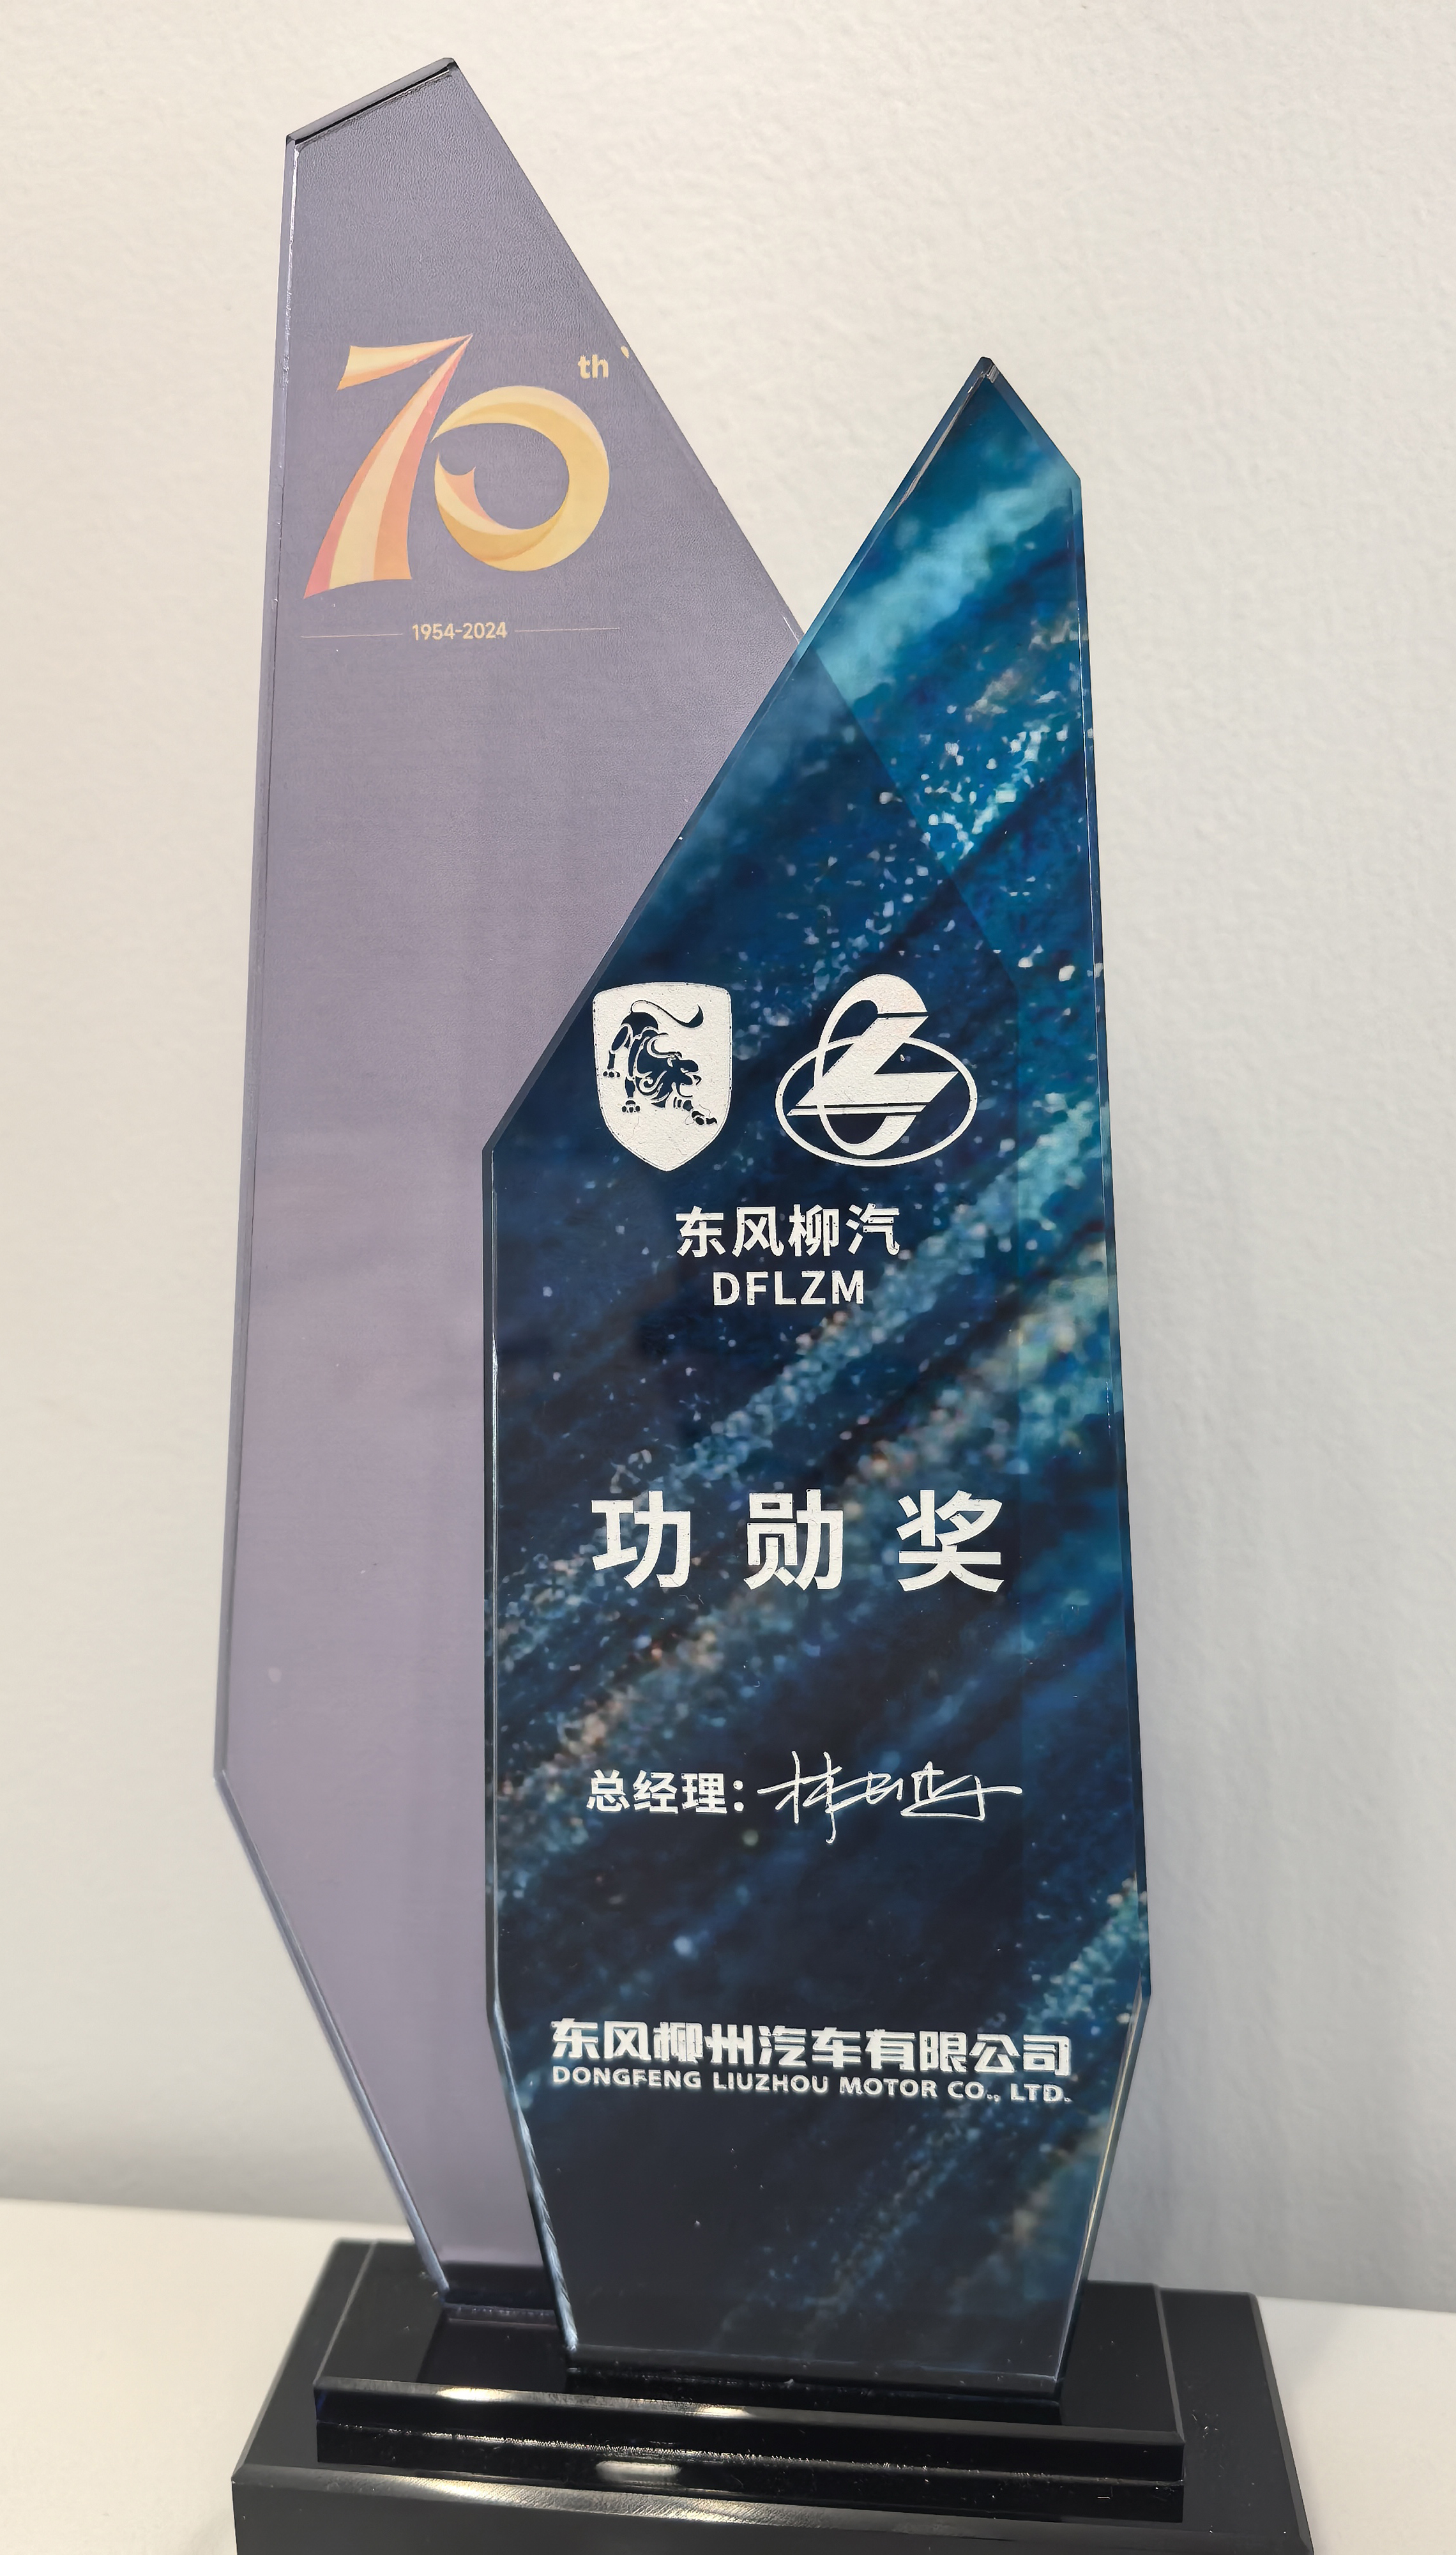 70th
1954-2024
东风柳汽
DFLZM
功勋奖
总经理：
东风柳州汽车有限公司
DONGFENG LIUZHOU MOTOR CO., LTD.